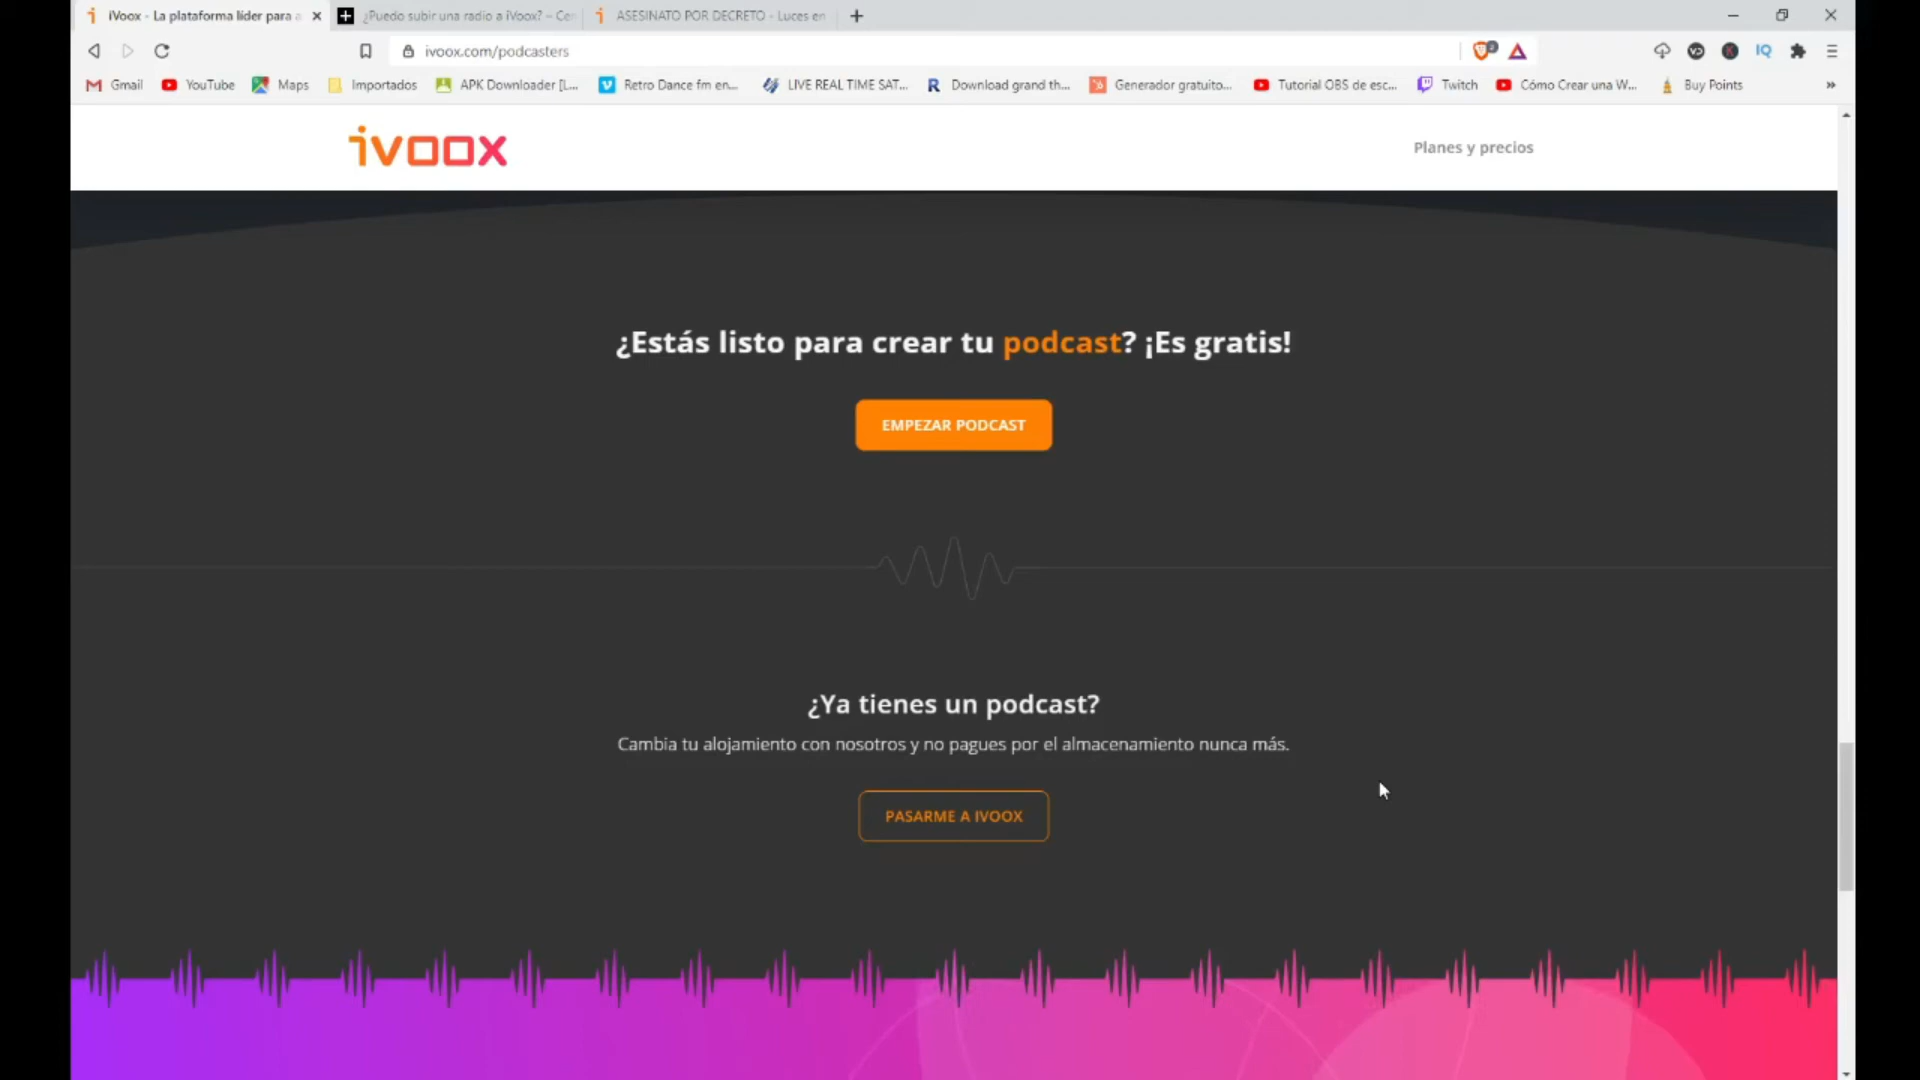 iVoox - La plataforma líder para a
¿Puedo subir una radio a iVoox? – Cen
ASESINATO POR DECRETO - Luces en
ivoox.com/podcasters
2
VD
K
IQ
Gmail
YouTube
Maps
Importados
APK Downloader [L...
Retro Dance fm en...
LIVE REAL TIME SAT...
R Download grand th...
Generador gratuito...
Tutorial OBS de esc...
Twitch
Cómo Crear una W...
Buy Points
»
ivoox
Planes y precios
¿Estás listo para crear tu podcast? ¡Es gratis!
EMPEZAR PODCAST
¿Ya tienes un podcast?
Cambia tu alojamiento con nosotros y no pagues por el almacenamiento nunca más.
PASARME A IVOOX